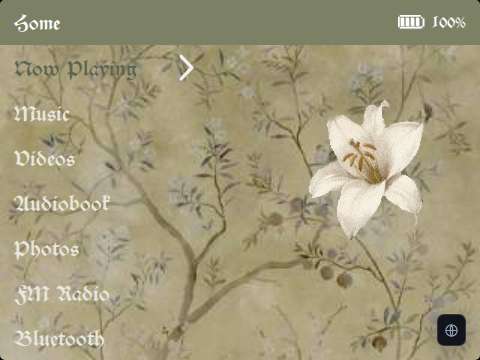 Home
100%
Now Playing
Music
Videos
Audiobook
Photos
FM Radio
Bluetooth